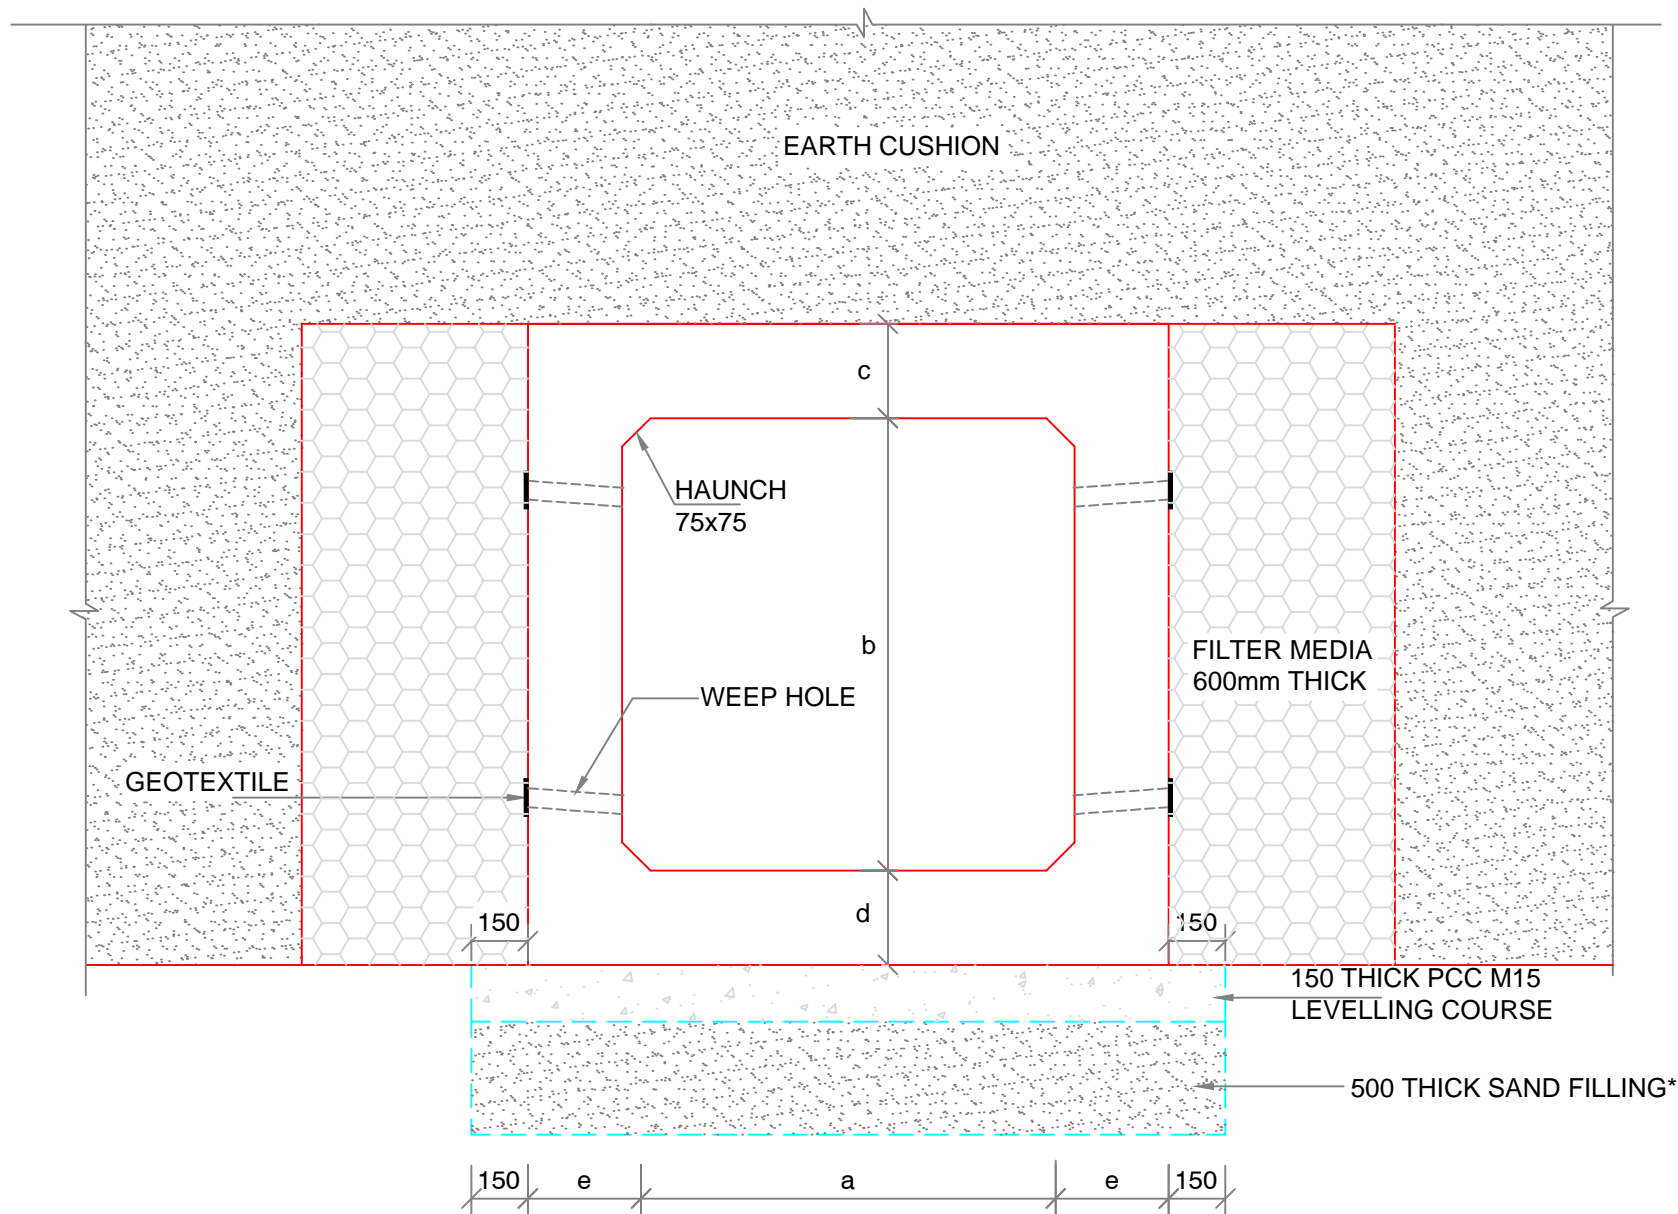 EARTH CUSHION
c
HAUNCH
75x75
b
FILTER MEDIA
600mm THICK
WEEP HOLE
GEOTEXTILE
150
d
150
150 THICK PCC M15
LEVELLING COURSE
500 THICK SAND FILLING*
150
e
a
e
150